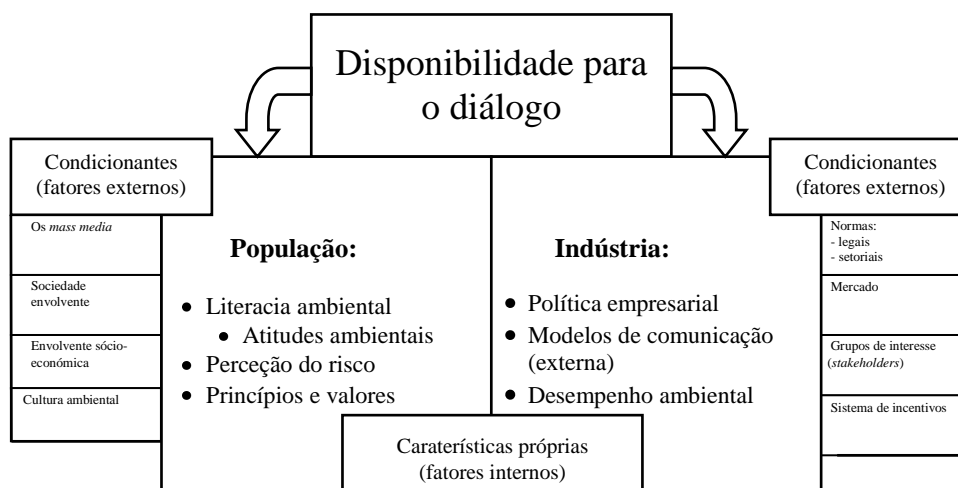 Disponibilidade para
o diálogo
Condicionantes
(fatores externos)
Os mass media
Sociedade
envolvente
Envolvente sócio-
económica
Cultura ambiental
População:
• Literacia ambiental
• Atitudes ambientais
• Perceção do risco
• Princípios e valores
Indústria:
• Política empresarial
• Modelos de comunicação
(externa)
• Desempenho ambiental
Condicionantes
(fatores externos)
Normas:
- legais
- setoriais
Mercado
Grupos de interesse
(stakeholders)
Sistema de incentivos
Caraterísticas próprias
(fatores internos)